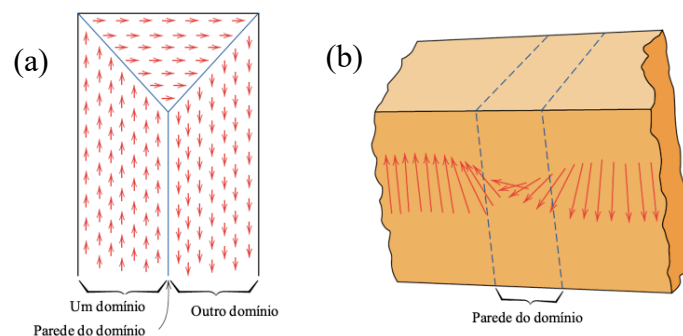 (a)
(b)
Um domínio
Outro domínio
Parede do domínio
Parede do domínio